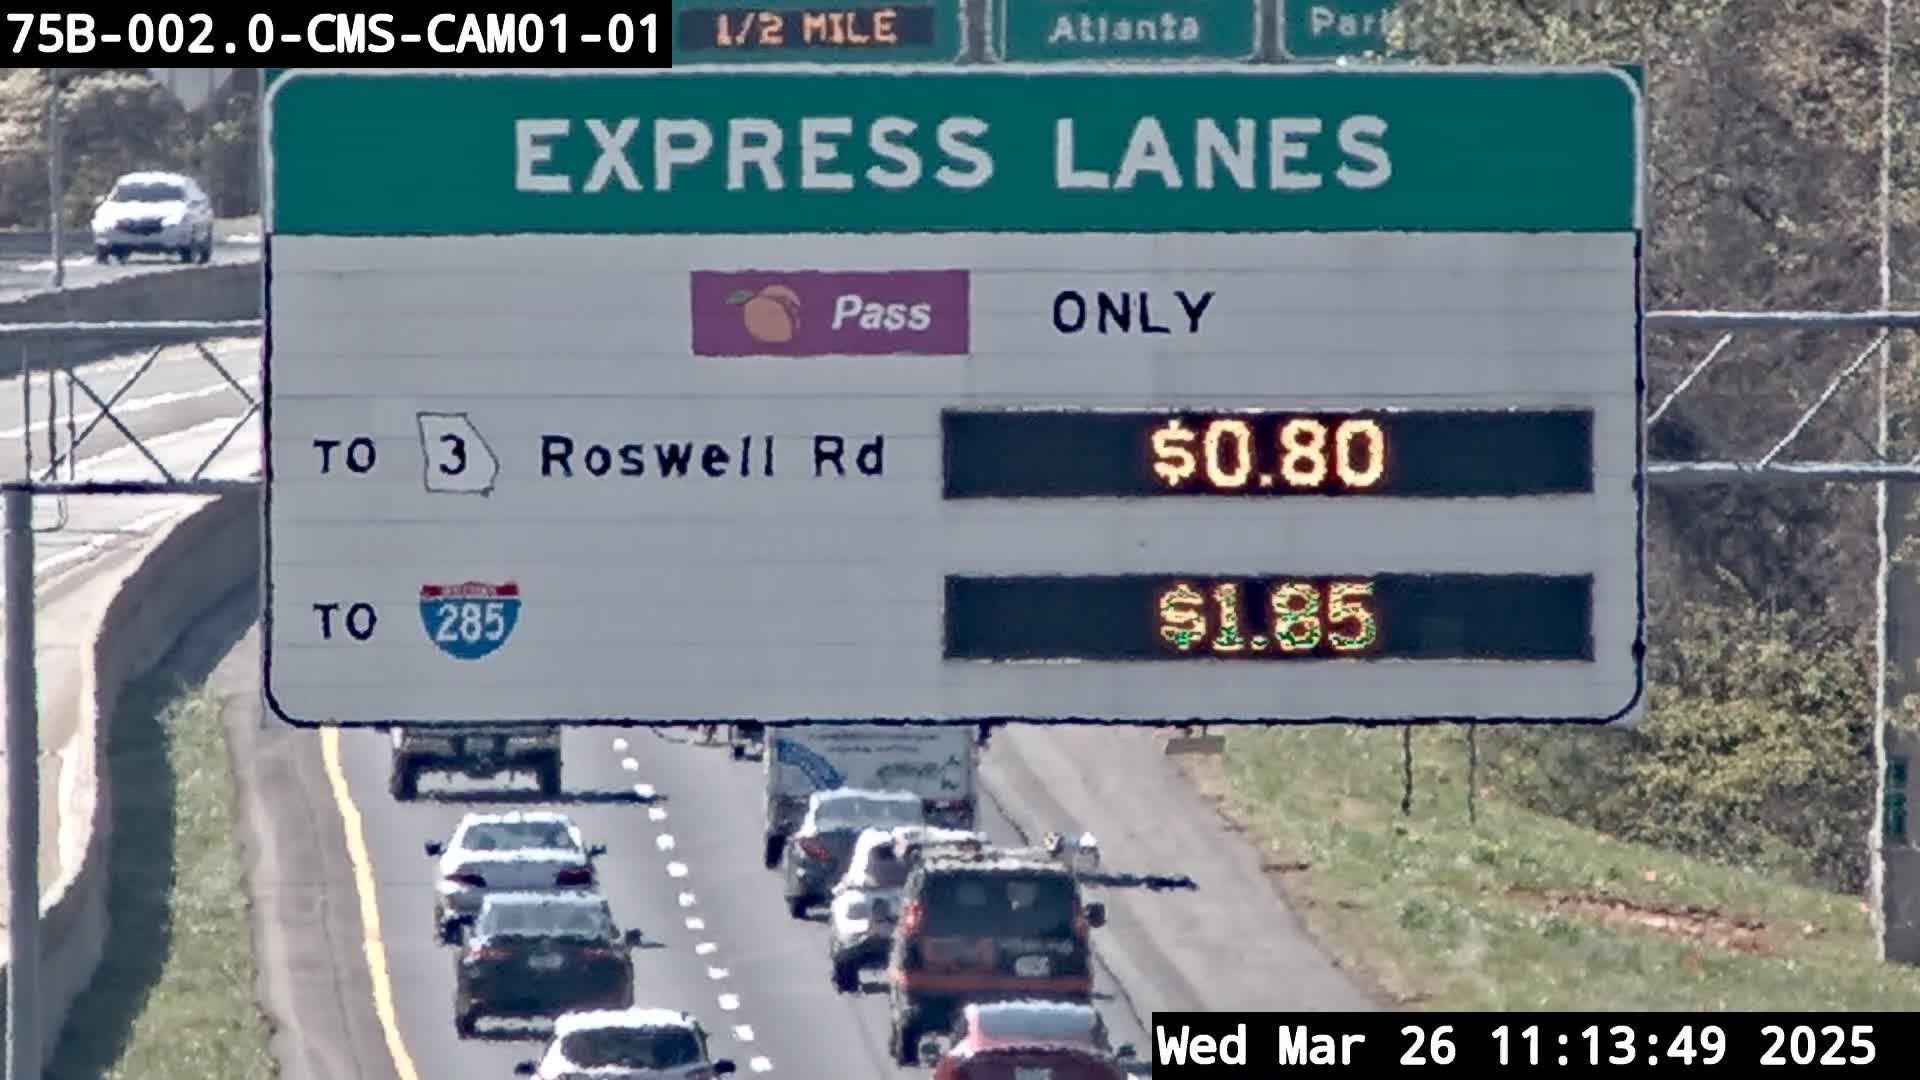 75B-002.0-CMS-CAM01-01
1/2 MILE
Atlanta
EXPRESS LANES
Pass ONLY
TO 3 Roswell Rd $0.80
TO 285 $1.85
Wed Mar 26 11:13:49 2025